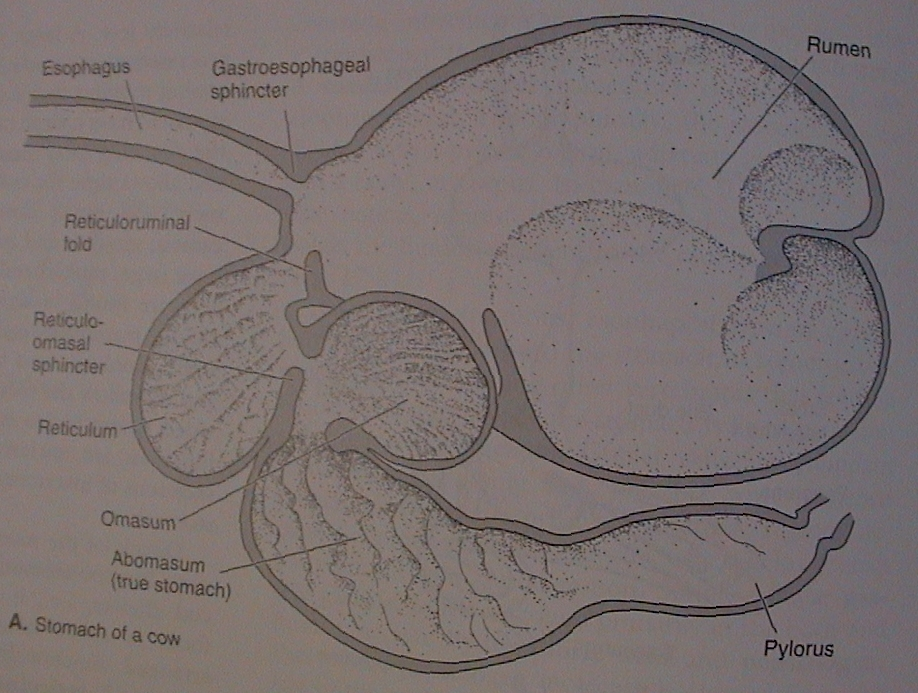 Esophagus
Gastroesophageal
sphincter
Rumen
Reticuloruminal
fold
Reticulo-
omasal
sphincter
Reticulum
Omasum
Abomasum
(true stomach)
A. Stomach of a cow
Pylorus